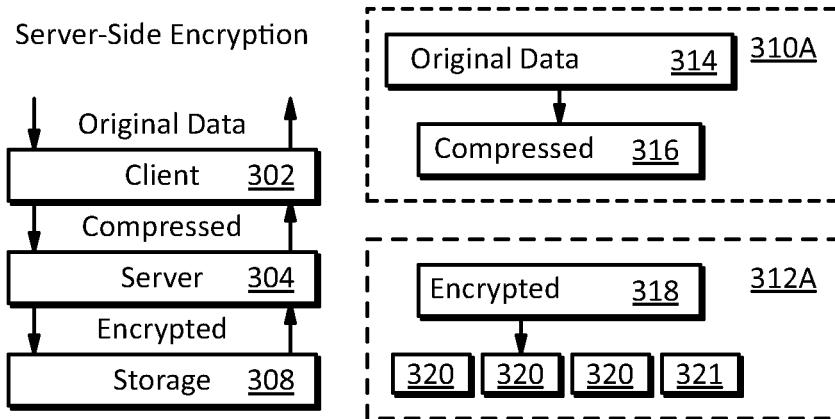 Server-Side Encryption
Original Data
Client 302
Compressed
Server 304
Encrypted
Storage 308
Original Data 314
310A
Compressed 316
Encrypted 318
312A
320 320 320 321